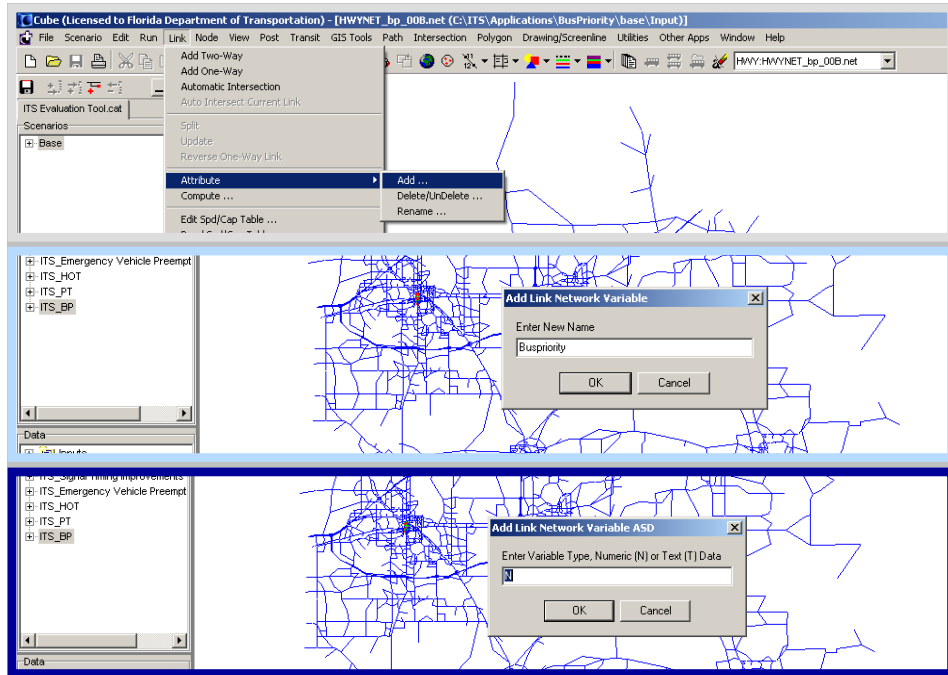 Cube (Licensed to Florida Department of Transportation) - [HWYNET_bp_00B.net (C:\ITS\Applications\BusPriority\base\Input)]
File Scenario Edit Run Link Node View Post Transit GIS Tools Path Intersection Polygon Drawing/Screenline Utilities Other Apps Window Help
HWY:HWYNET_bp_00B.net
ITS Evaluation Tool.cat
Scenarios
Base
Add Two-Way
Add One-Way
Automatic Intersection
Auto Intersect Current Link
Split
Update
Reverse One-Way Link
Attribute
Compute ...
Edit Spd/Cap Table ...
Add ...
Delete/UnDelete ...
Rename ...
ITS_Emergency Vehicle Preempt
ITS_HOT
ITS_PT
ITS_BP
Data
Add Link Network Variable
Enter New Name
Buspriority
OK Cancel
ITS_Signal Timing Improvements
ITS_Emergency Vehicle Preempt
ITS_HOT
ITS_PT
ITS_BP
Data
Add Link Network Variable ASD
Enter Variable Type, Numeric (N) or Text (T) Data
N
OK Cancel